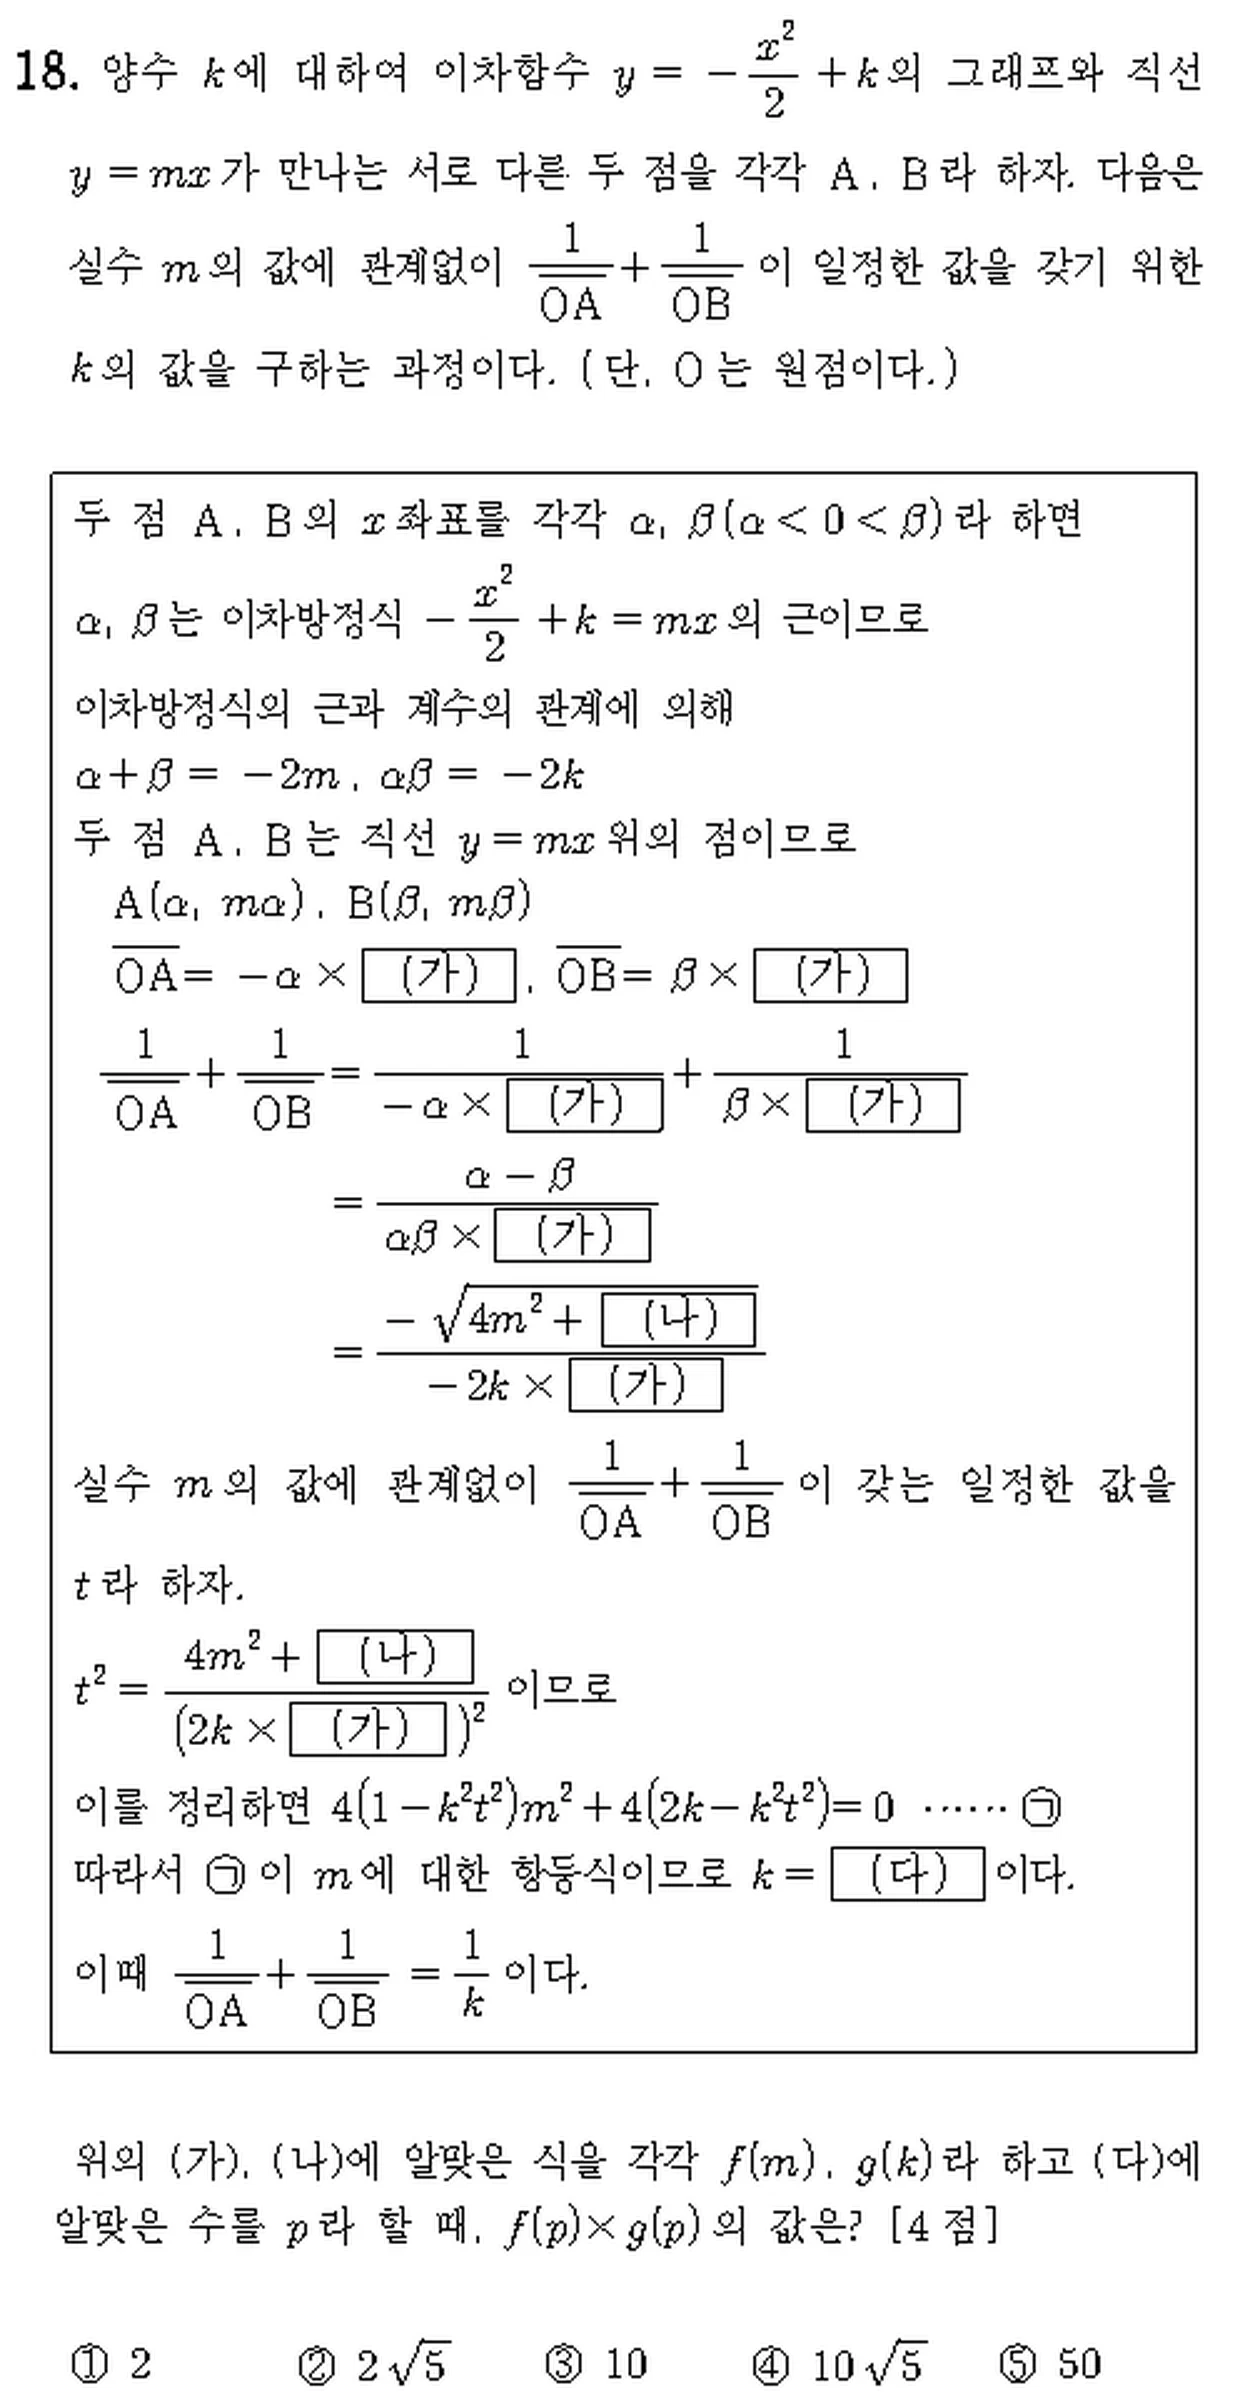 18. 양수 k에 대하여 이차함수 y = -x²/2 + k의 그래프와 직선
y = mx가 만나는 서로 다른 두 점을 각각 A, B라 하자. 다음은
실수 m의 값에 관계없이 1/OA̅ + 1/OB̅ 이 일정한 값을 갖기 위한
k의 값을 구하는 과정이다. (단, O는 원점이다.)
두 점 A, B의 x좌표를 각각 α, β(α < 0 < β)라 하면
α, β는 이차방정식 -x²/2 + k = mx의 근이므로
이차방정식의 근과 계수의 관계에 의해
α+β = -2m, αβ = -2k
두 점 A, B는 직선 y = mx 위의 점이므로
A(α, mα), B(β, mβ)
OA̅ = -α × (가), OB̅ = β × (가)
1/OA̅ + 1/OB̅ = 1/(-α × (가)) + 1/(β × (가))
= (α - β)/(αβ × (가))
= -√(4m² + (나))/(-2k × (가))
실수 m의 값에 관계없이 1/OA̅ + 1/OB̅ 이 갖는 일정한 값을
t라 하자.
t² = (4m² + (나))/(2k × (가))² 이므로
이를 정리하면 4(1-k²t²)m² + 4(2k-k²t²) = 0 ⋯⋯ ㉠
따라서 ㉠이 m에 대한 항등식이므로 k = (다) 이다.
이때 1/OA̅ + 1/OB̅ = 1/k 이다.
위의 (가), (나)에 알맞은 식을 각각 f(m), g(k)라 하고 (다)에
알맞은 수를 p라 할 때, f(p)×g(p)의 값은? [4점]
① 2 ② 2√5 ③ 10 ④ 10√5 ⑤ 50